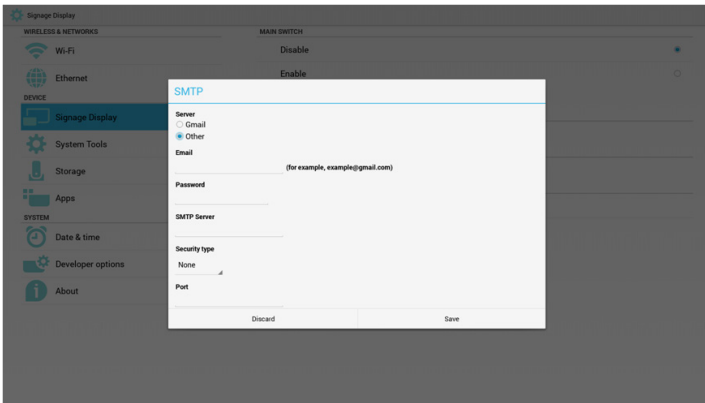 Signage Display
WIRELESS & NETWORKS
Wi-Fi
Ethernet
DEVICE
Signage Display
System Tools
Storage
Apps
SYSTEM
Date & time
Developer options
About
MAIN SWITCH
Disable
Enable
SMTP
Server
Gmail
Other
Email
(for example, example@gmail.com)
Password
SMTP Server
Security type
None
Port
Discard
Save